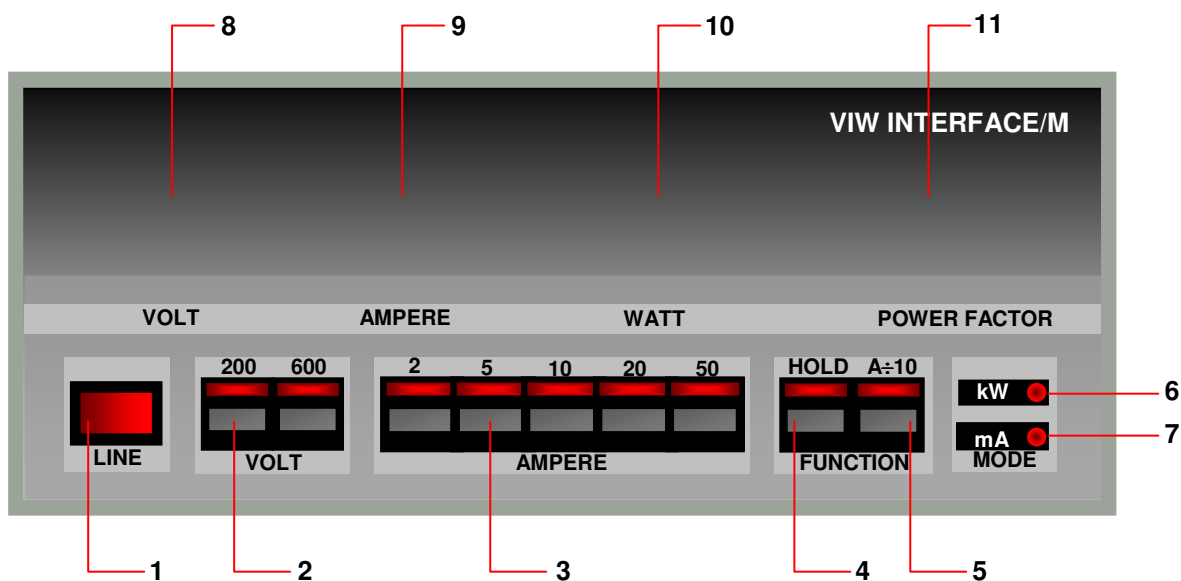 8 9 10 11
VIW INTERFACE/M
VOLT AMPERE WATT POWER FACTOR
200 600 2 5 10 20 50 HOLD A÷10
kW 6
mA 7
LINE VOLT AMPERE FUNCTION MODE
1 2 3 4 5